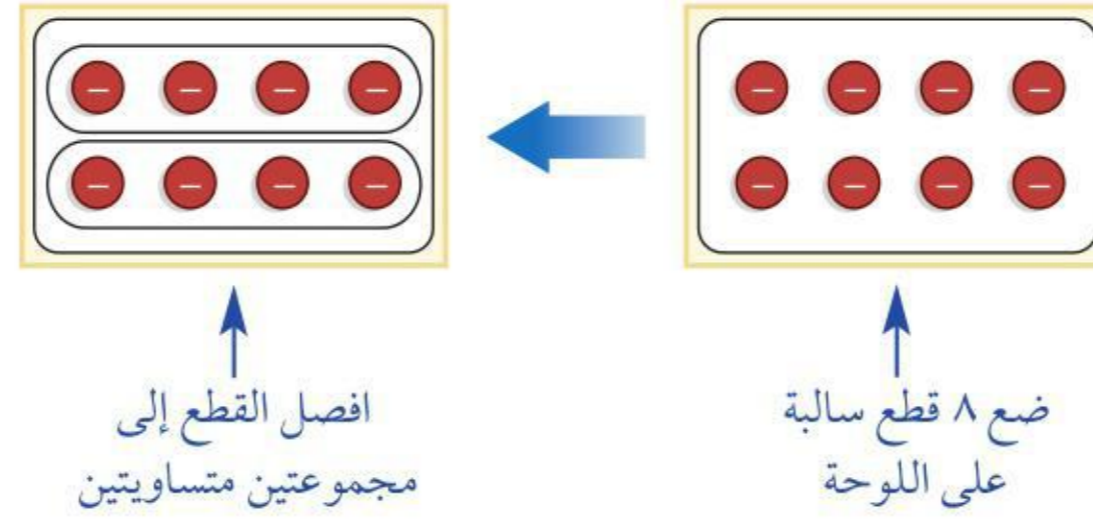 ضع ٨ قطع سالبة
على اللوحة
افصل القطع إلى
مجموعتين متساويتين